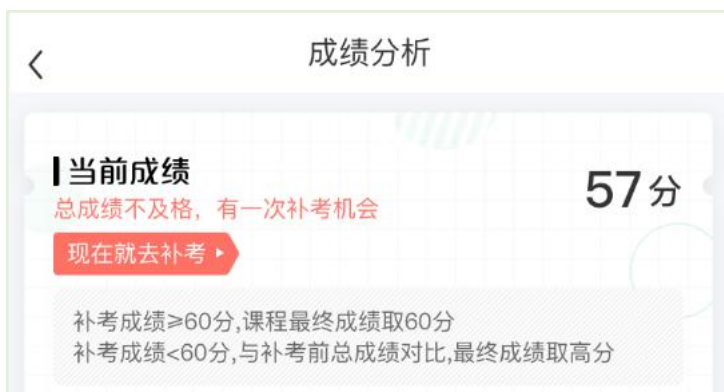 成绩分析
当前成绩
57分
总成绩不及格，有一次补考机会
现在就去补考
补考成绩≥60分,课程最终成绩取60分
补考成绩<60分,与补考前总成绩对比,最终成绩取高分